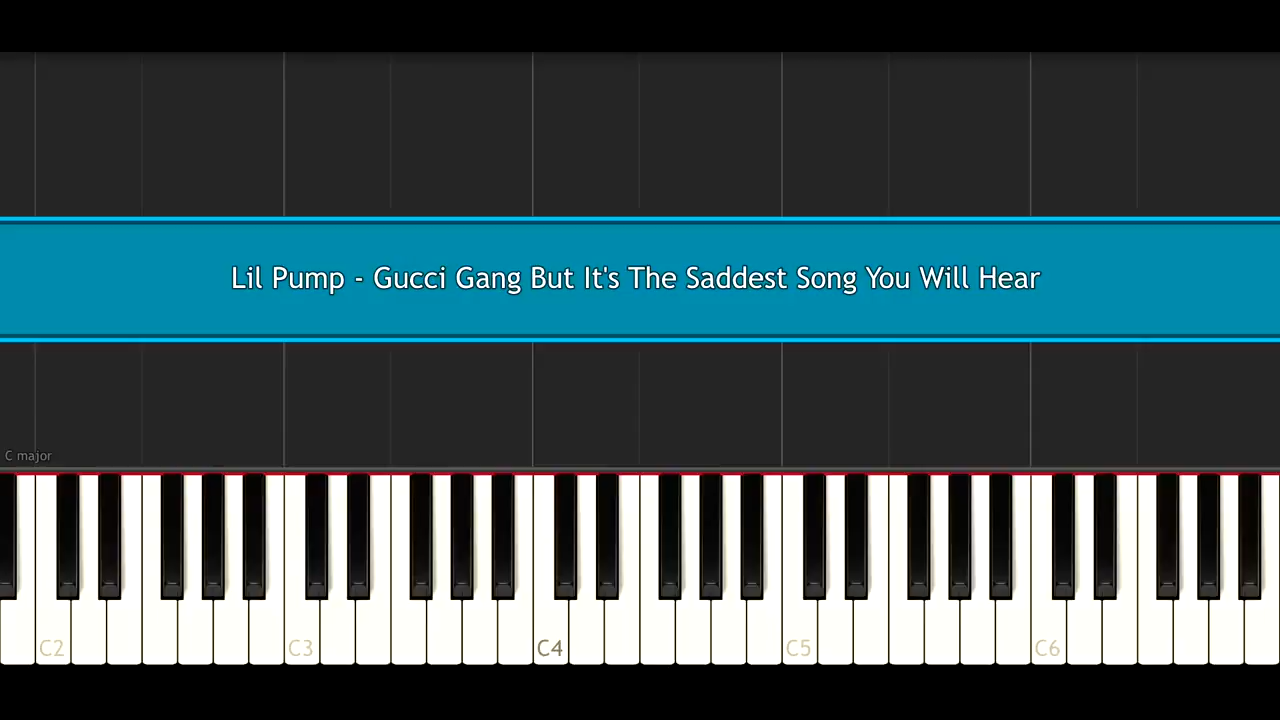 Lil Pump - Gucci Gang But It's The Saddest Song You Will Hear
C major
C2 C3 C4 C5 C6